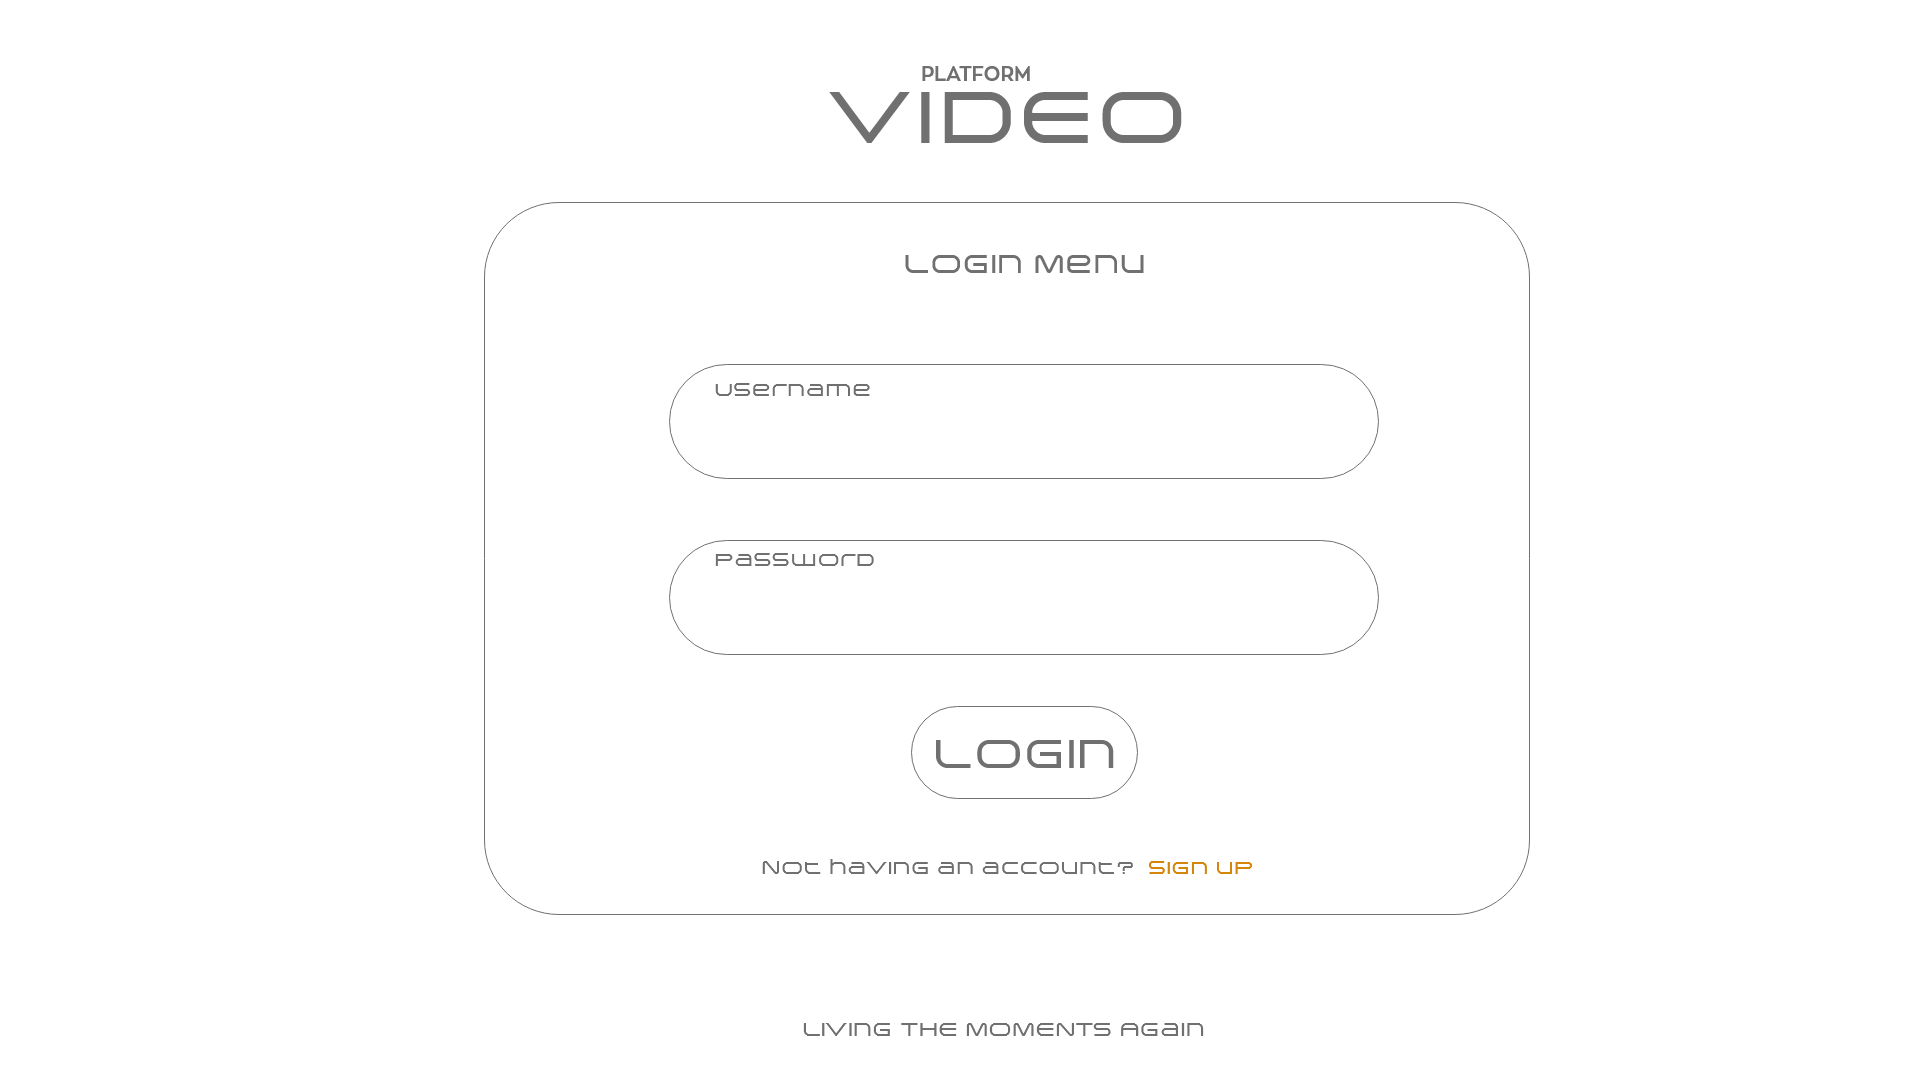 PLATFORM
VIDEO
LOGIN Menu
username
password
LOGIN
Not having an account? Sign up
LIVING THE MOMENTS AGAIN